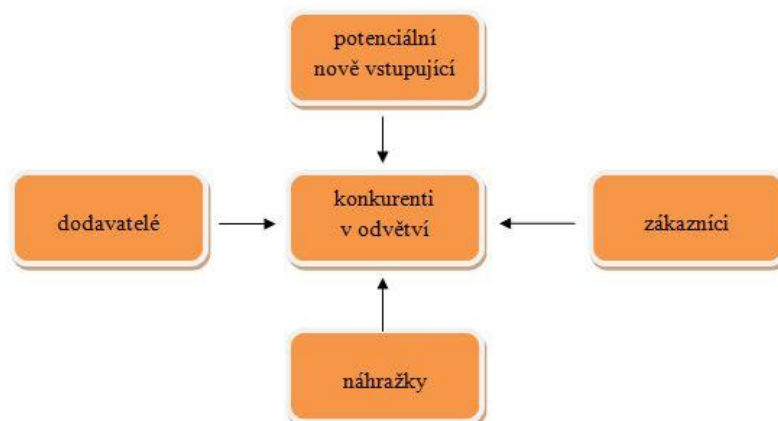 potenciální
nově vstupující
dodavatelé
konkurenti
v odvětví
zákazníci
náhražky